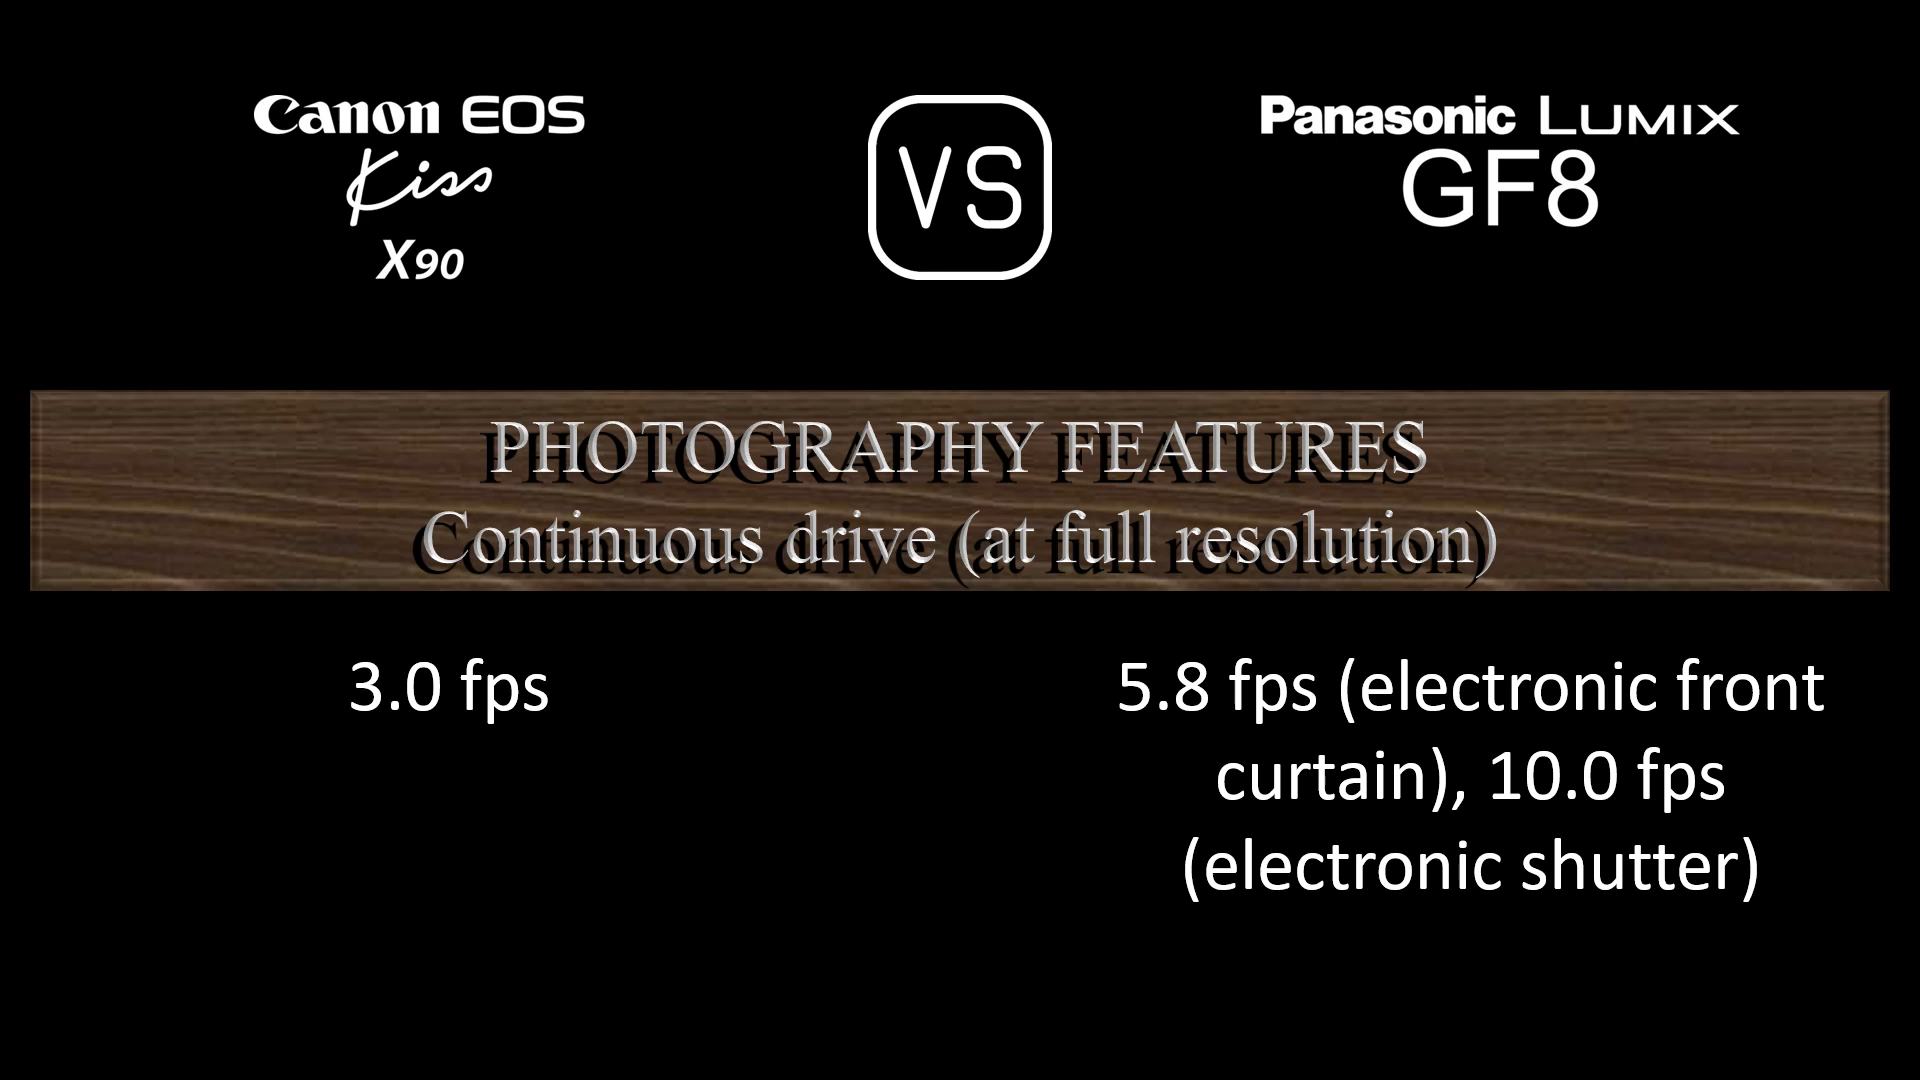 Canon EOS
Kiss
X90
VS
Panasonic LUMIX
GF8
PHOTOGRAPHY FEATURES
Continuous drive (at full resolution)
3.0 fps
5.8 fps (electronic front
curtain), 10.0 fps
(electronic shutter)